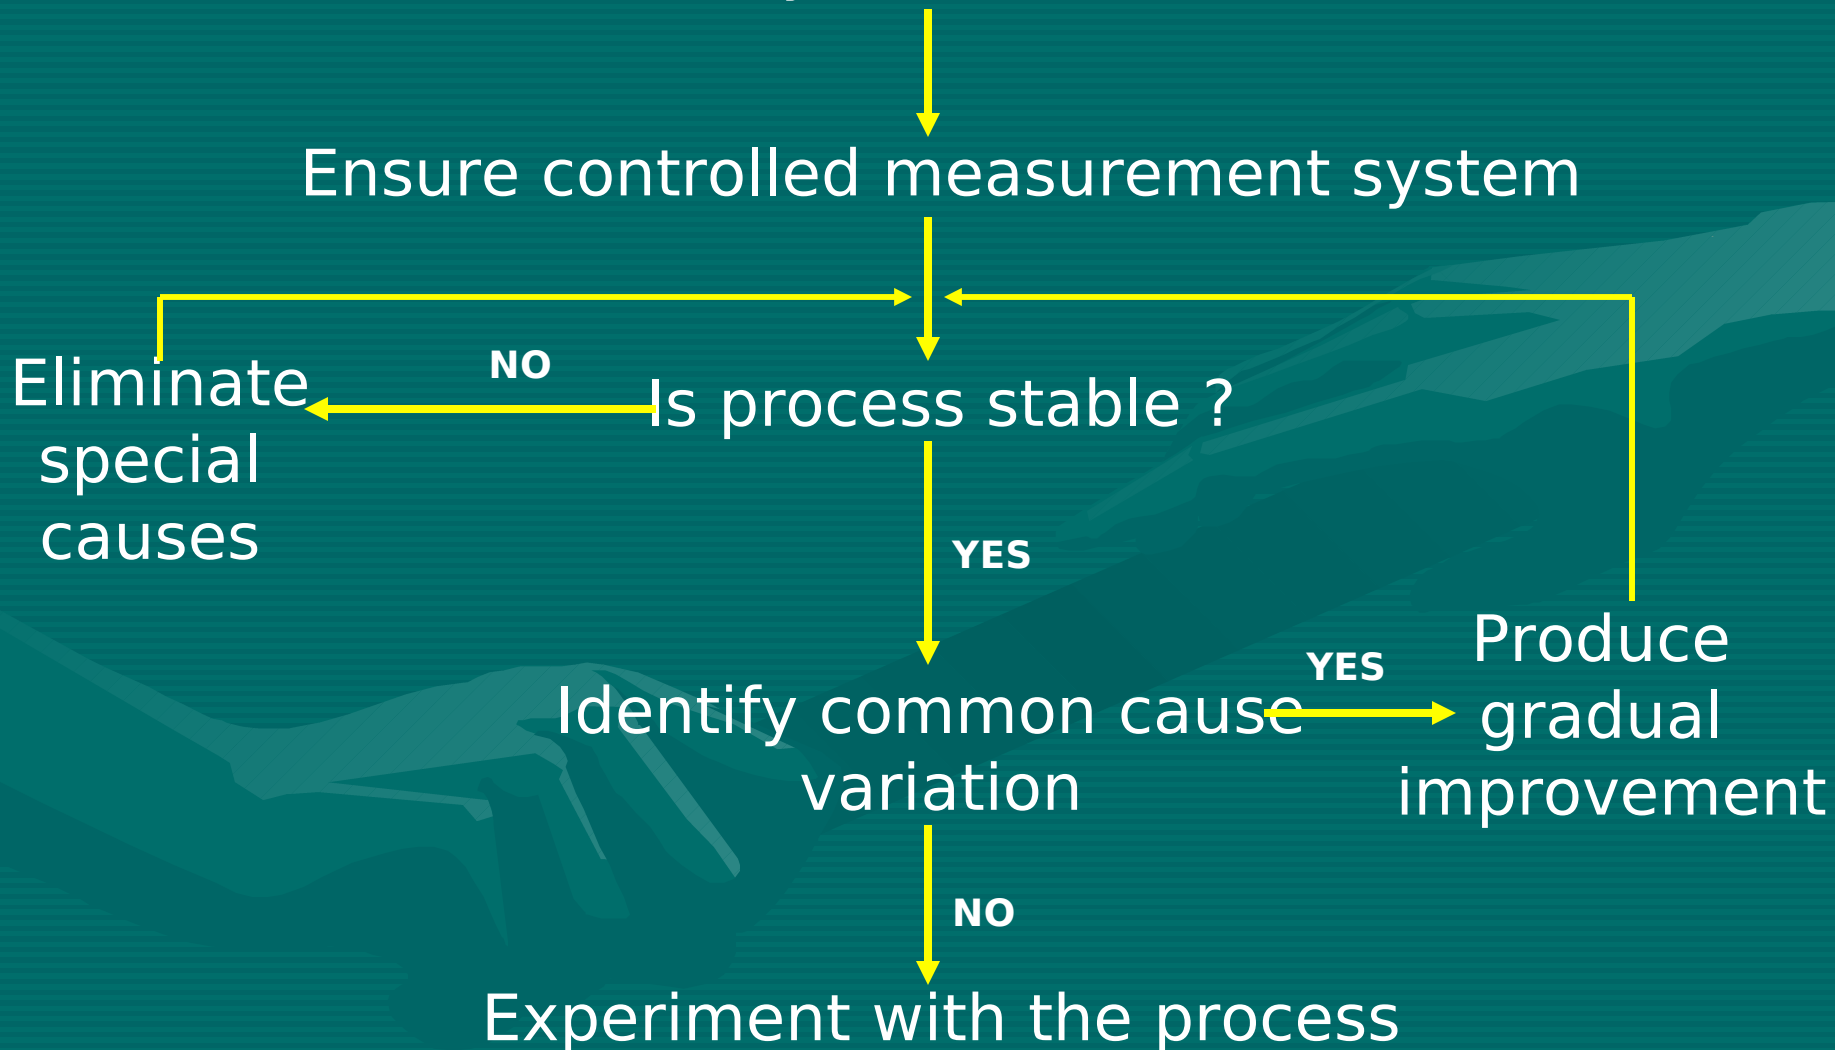 Ensure controlled measurement system
NO
Is process stable ?
Eliminate
special
causes
YES
YES
Identify common cause
variation
Produce
gradual
improvement
NO
Experiment with the process